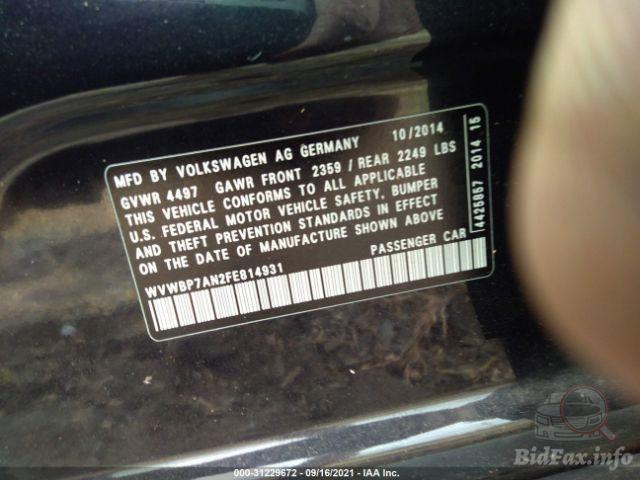 MFD BY VOLKSWAGEN AG GERMANY 10/2014
GVWR 4497 GAWR FRONT 2359 / REAR 2249 LBS
THIS VEHICLE CONFORMS TO ALL APPLICABLE
U.S. FEDERAL MOTOR VEHICLE SAFETY, BUMPER
AND THEFT PREVENTION STANDARDS IN EFFECT
ON THE DATE OF MANUFACTURE SHOWN ABOVE
PASSENGER CAR
WVWBP7AN2FE814931
4425857 2014 15
BidFax.info
000-31229672 - 09/16/2021 - IAA Inc.